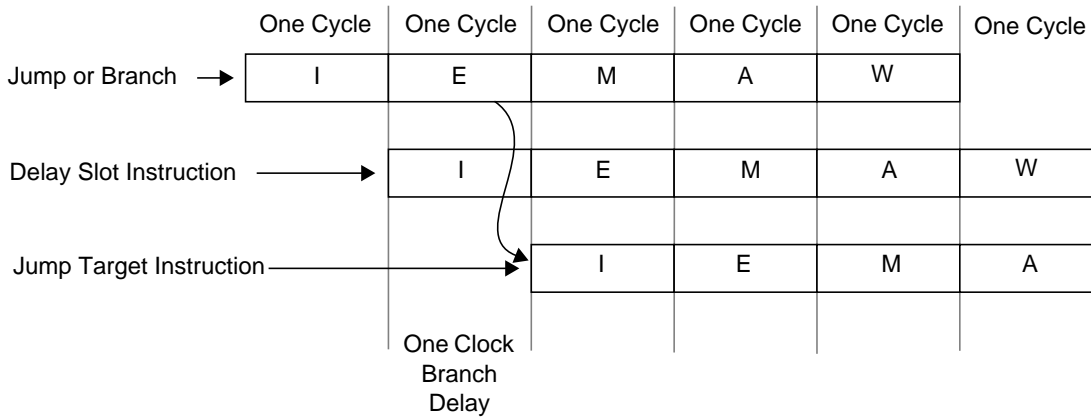 One Cycle One Cycle One Cycle One Cycle One Cycle One Cycle
Jump or Branch I E M A W
Delay Slot Instruction I E M A W
Jump Target Instruction I E M A
One Clock
Branch
Delay